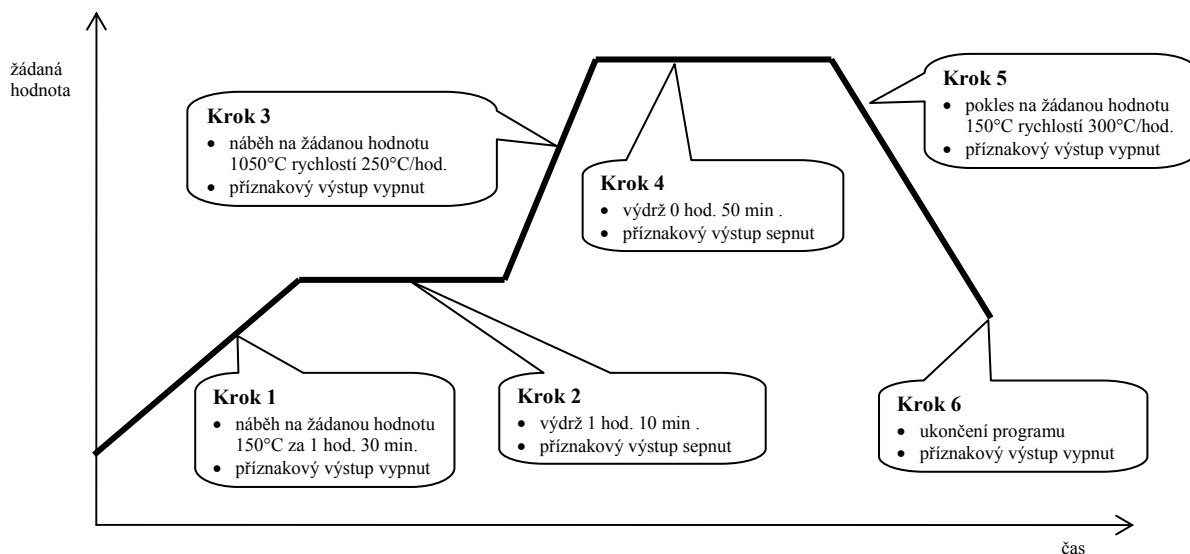 žádaná
hodnota
Krok 3
• náběh na žádanou hodnotu
1050°C rychlostí 250°C/hod.
• příznakový výstup vypnut
Krok 5
• pokles na žádanou hodnotu
150°C rychlostí 300°C/hod.
• příznakový výstup vypnut
Krok 4
• výdrž 0 hod. 50 min .
• příznakový výstup sepnut
Krok 1
• náběh na žádanou hodnotu
150°C za 1 hod. 30 min.
• příznakový výstup vypnut
Krok 2
• výdrž 1 hod. 10 min .
• příznakový výstup sepnut
Krok 6
• ukončení programu
• příznakový výstup vypnut
čas